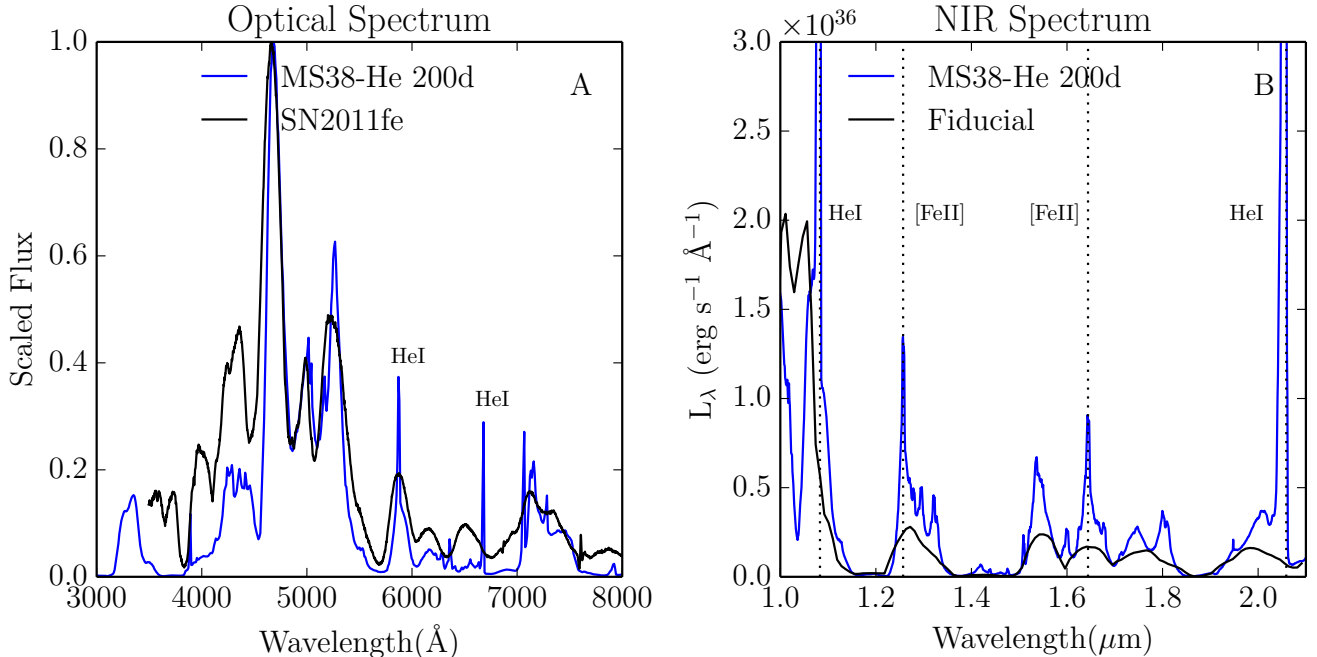 Optical Spectrum
1.0
0.8
0.6
0.4
0.2
0.0
3000 4000 5000 6000 7000 8000
Wavelength(Å)
Scaled Flux
MS38-He 200d
SN2011fe
A
HeI
HeI
NIR Spectrum
×10³⁶
3.0
2.5
2.0
1.5
1.0
0.5
0.0
1.0 1.2 1.4 1.6 1.8 2.0
Wavelength(μm)
L_λ (erg s⁻¹ Å⁻¹)
MS38-He 200d
Fiducial
B
HeI [FeII] [FeII] HeI